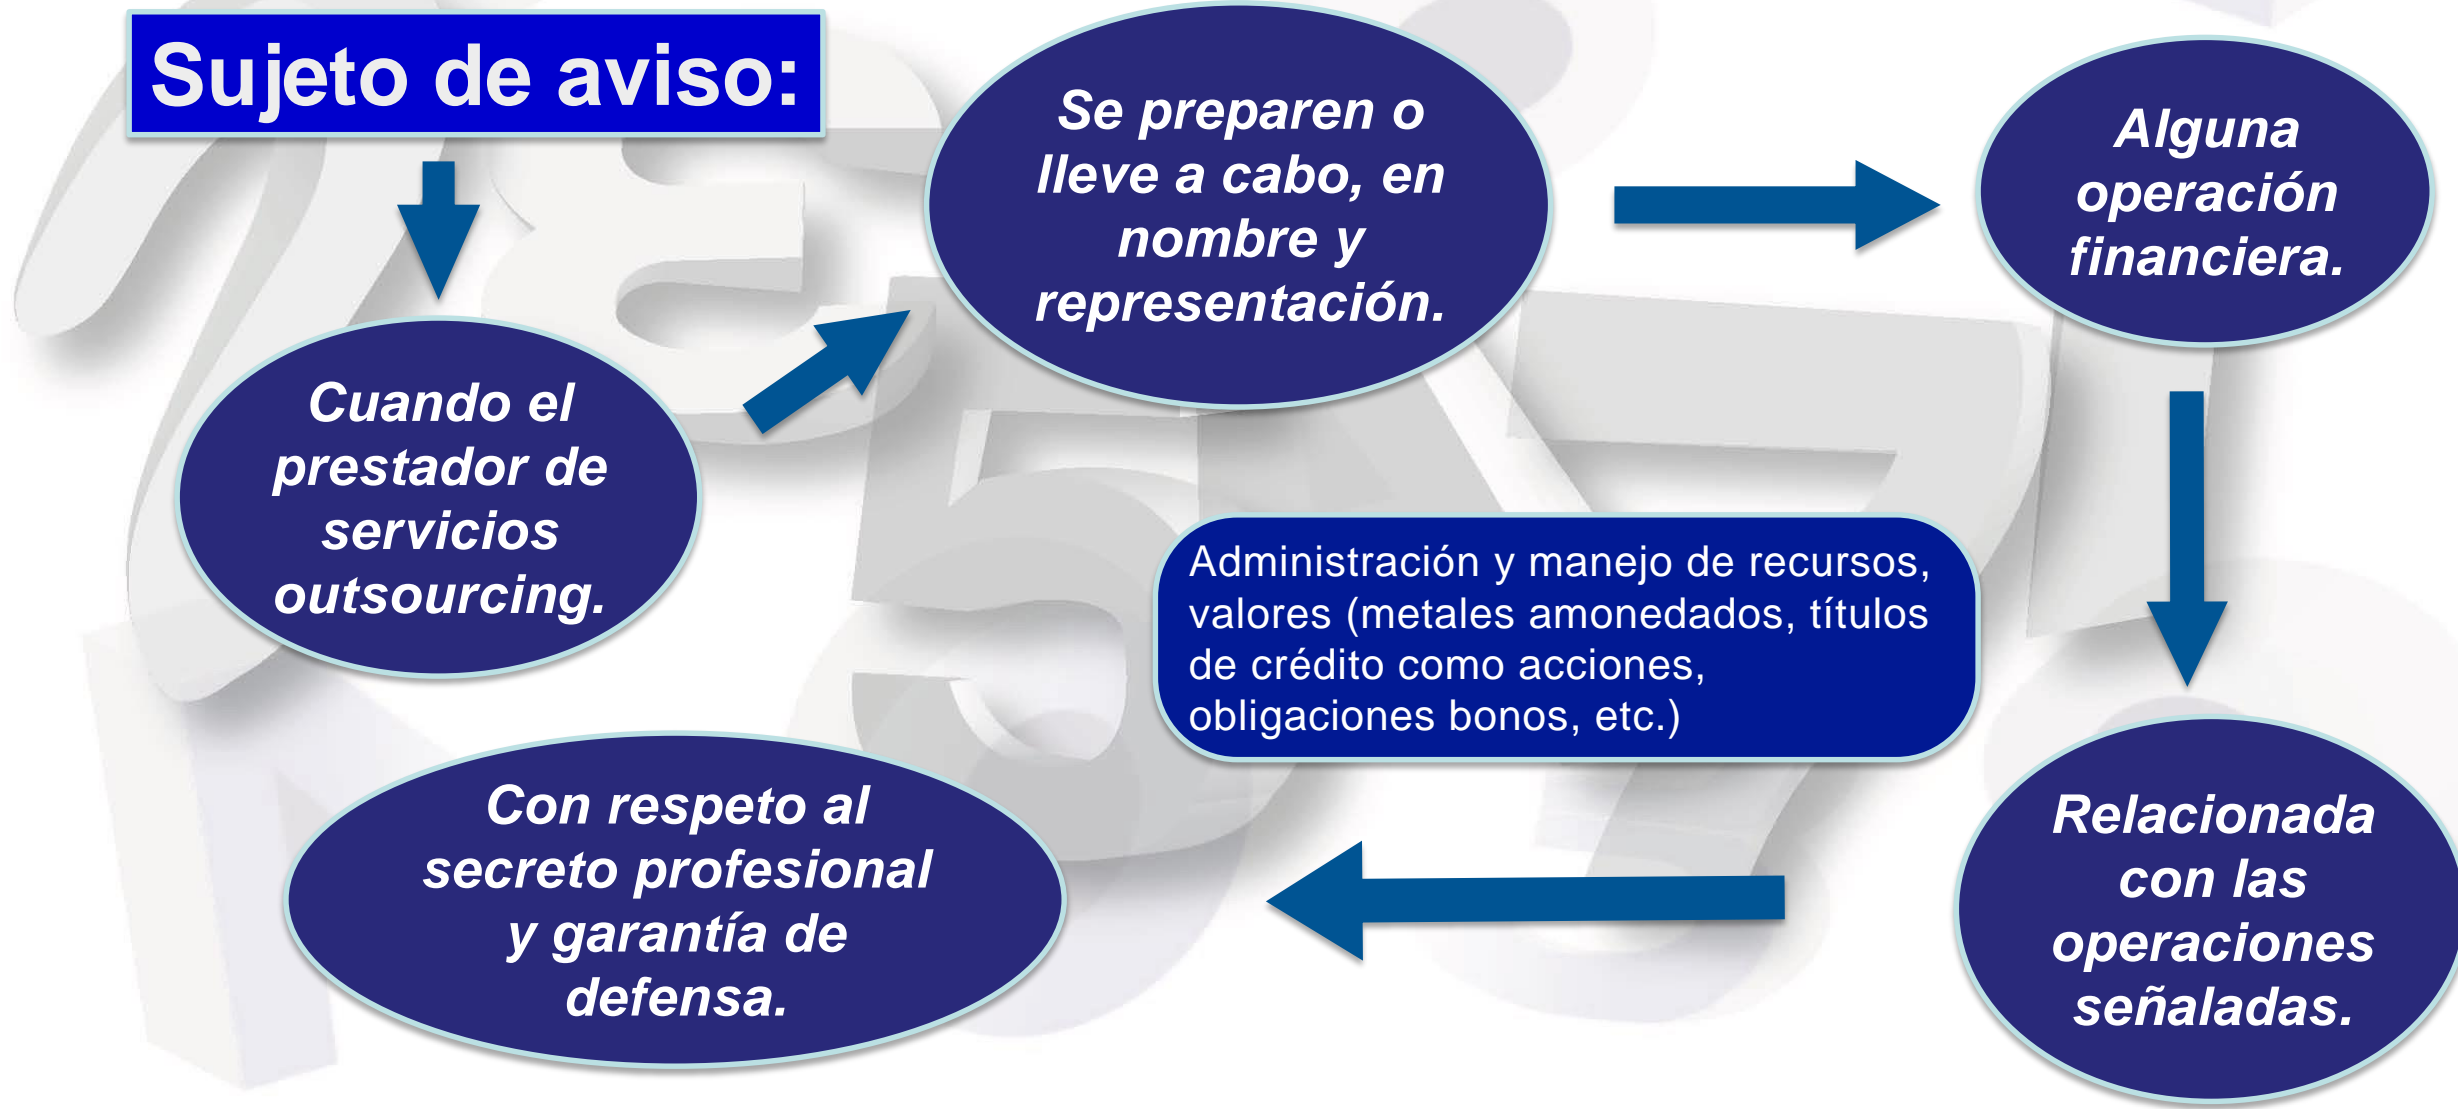 Sujeto de aviso:
Cuando el
prestador de
servicios
outsourcing.
Se preparen o
lleve a cabo, en
nombre y
representación.
Alguna
operación
financiera.
Relacionada
con las
operaciones
señaladas.
Administración y manejo de recursos,
valores (metales amonedados, títulos
de crédito como acciones,
obligaciones bonos, etc.)
Con respeto al
secreto profesional
y garantía de
defensa.